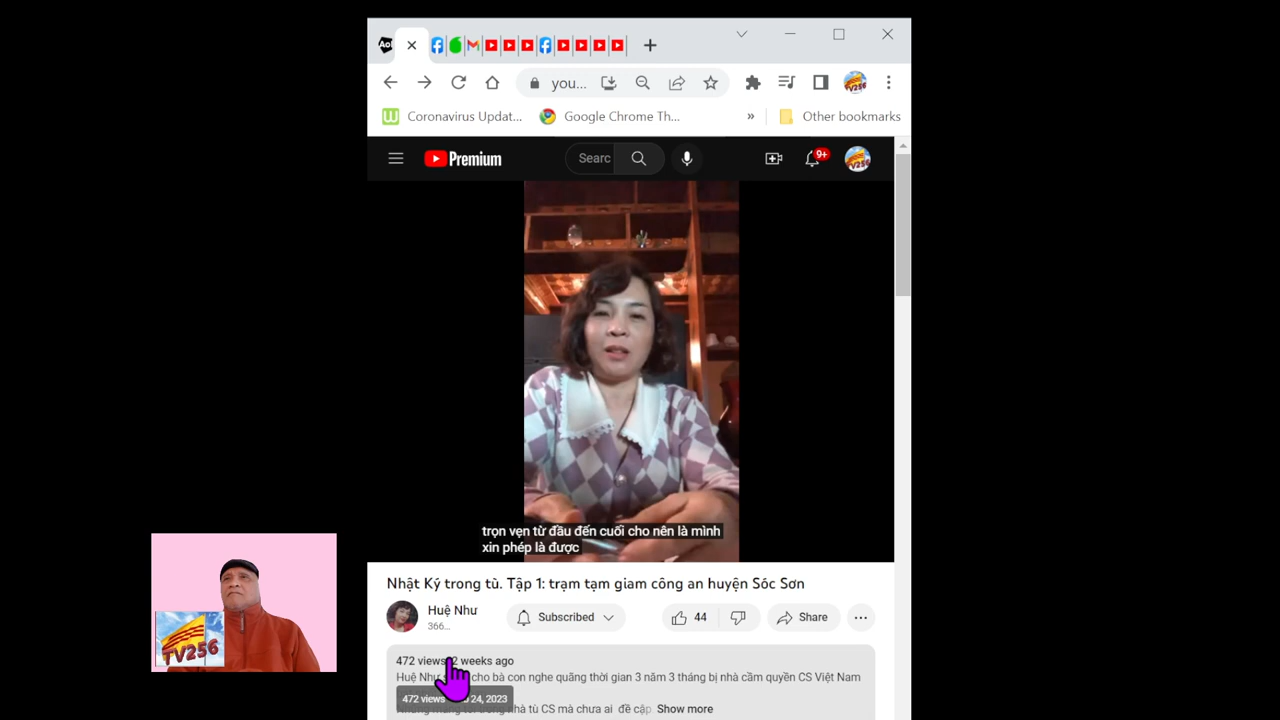 Aol
you...
Coronavirus Updat...
Google Chrome Th...
»
Other bookmarks
Premium
Searc
9+
trọn vẹn từ đầu đến cuối cho nên là mình
xin phép là được
Nhật Ký trong tù. Tập 1: trạm tạm giam công an huyện Sóc Sơn
Huệ Như
366...
Subscribed
44
Share
472 views 2 weeks ago
Huệ Như cho bà con nghe quãng thời gian 3 năm 3 tháng bị nhà cầm quyền CS Việt Nam
472 views 24, 2023
nhà tù CS mà chưa ai đề cập Show more
TV256